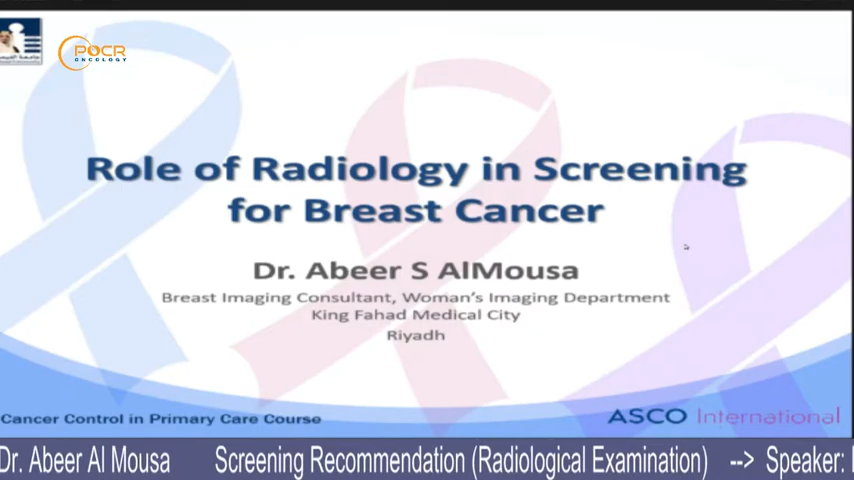 POCR
ONCOLOGY
Role of Radiology in Screening
for Breast Cancer
Dr. Abeer S AlMousa
Breast Imaging Consultant, Woman's Imaging Department
King Fahad Medical City
Riyadh
Cancer Control in Primary Care Course
ASCO International
Dr. Abeer Al Mousa Screening Recommendation (Radiological Examination) --> Speaker: